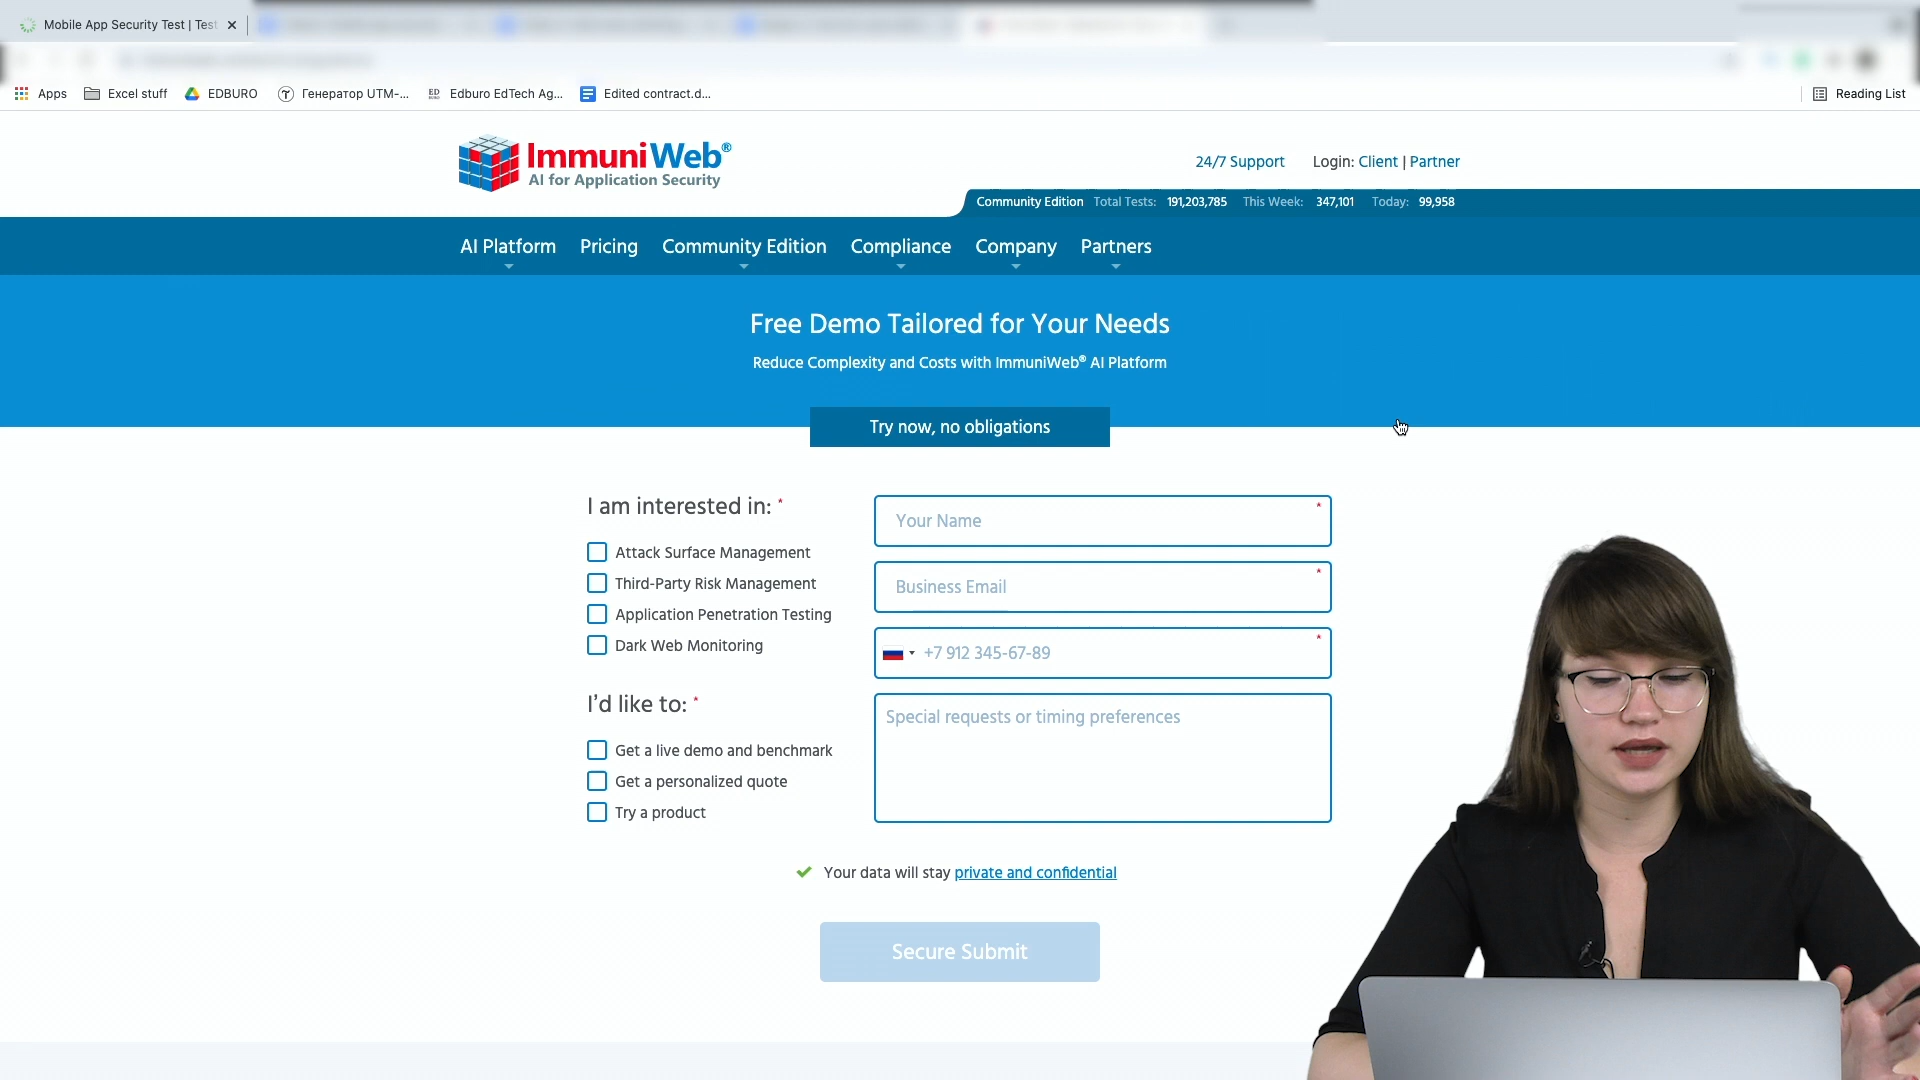 Mobile App Security Test | Test
Apps
Excel stuff
EDBURO
Генератор UTM-...
Edburo EdTech Ag...
Edited contract.d...
Reading List
ImmuniWeb®
AI for Application Security
24/7 Support
Login: Client | Partner
Community Edition Total Tests: 191,203,785 This Week: 347,101 Today: 99,958
AI Platform
Pricing
Community Edition
Compliance
Company
Partners
Free Demo Tailored for Your Needs
Reduce Complexity and Costs with ImmuniWeb® AI Platform
Try now, no obligations
I am interested in: *
Attack Surface Management
Third-Party Risk Management
Application Penetration Testing
Dark Web Monitoring
I'd like to: *
Get a live demo and benchmark
Get a personalized quote
Try a product
Your Name *
Business Email *
+7 912 345-67-89 *
Special requests or timing preferences
Your data will stay private and confidential
Secure Submit